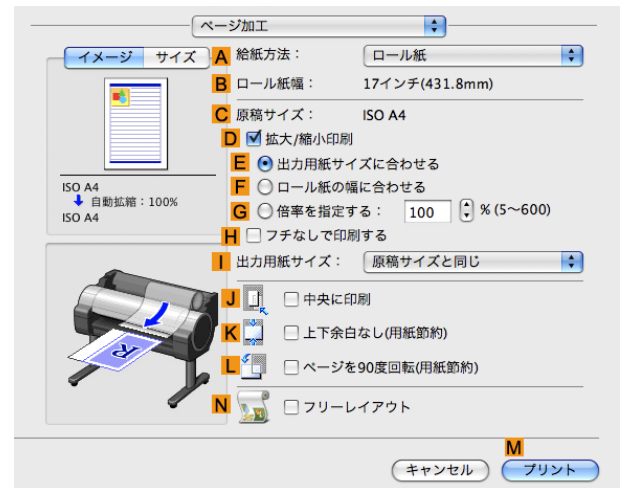 ページ加工
イメージ サイズ
A 給紙方法： ロール紙
B ロール紙幅： 17インチ(431.8mm)
C 原稿サイズ： ISO A4
D 拡大/縮小印刷
E 出力用紙サイズに合わせる
F ロール紙の幅に合わせる
G 倍率を指定する： 100 % (5～600)
H フチなしで印刷する
I 出力用紙サイズ： 原稿サイズと同じ
ISO A4
自動拡縮：100%
ISO A4
R
J 中央に印刷
K 上下余白なし(用紙節約)
L ページを90度回転(用紙節約)
N フリーレイアウト
M
キャンセル プリント